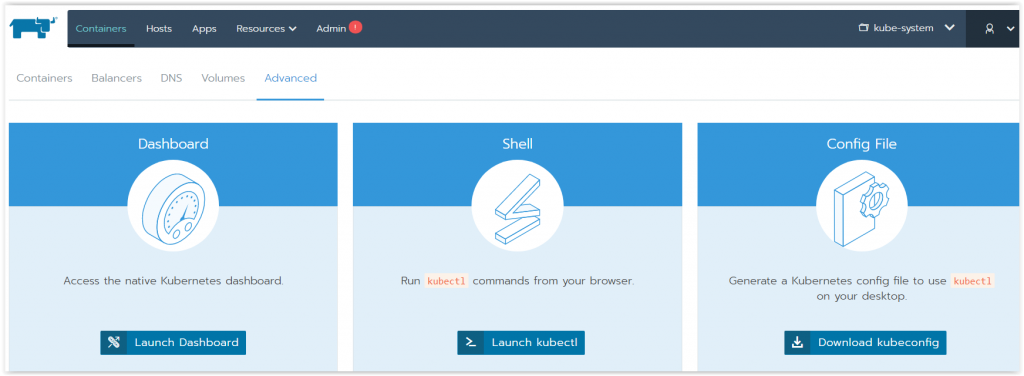 Containers Hosts Apps Resources Admin ! kube-system
Containers Balancers DNS Volumes Advanced
Dashboard
Access the native Kubernetes dashboard.
Launch Dashboard
Shell
Run kubectl commands from your browser.
Launch kubectl
Config File
Generate a Kubernetes config file to use kubectl
on your desktop.
Download kubeconfig